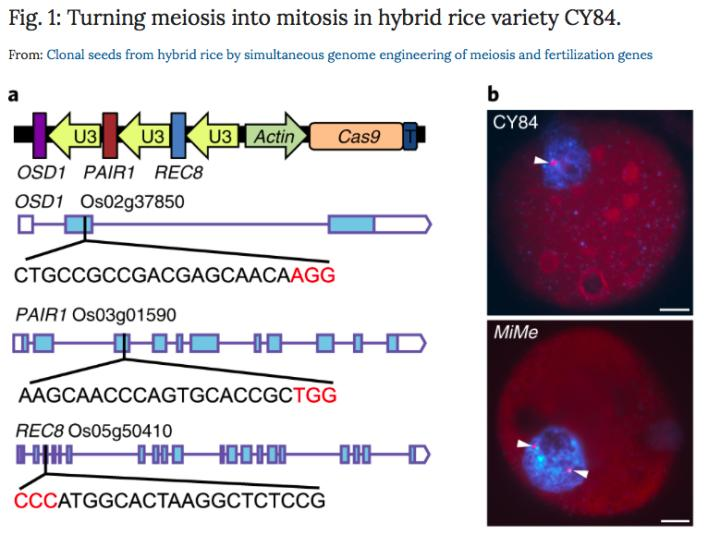 Fig. 1: Turning meiosis into mitosis in hybrid rice variety CY84.
From: Clonal seeds from hybrid rice by simultaneous genome engineering of meiosis and fertilization genes
a
U3 U3 U3 Actin Cas9 T
OSD1 PAIR1 REC8
OSD1 Os02g37850
CTGCCGCCGACGAGCAACAAGG
PAIR1 Os03g01590
AAGCAACCCAGTGCACCGCTGG
REC8 Os05g50410
CCCATGGCACTAAGGCTCTCCG
b
CY84
MiMe